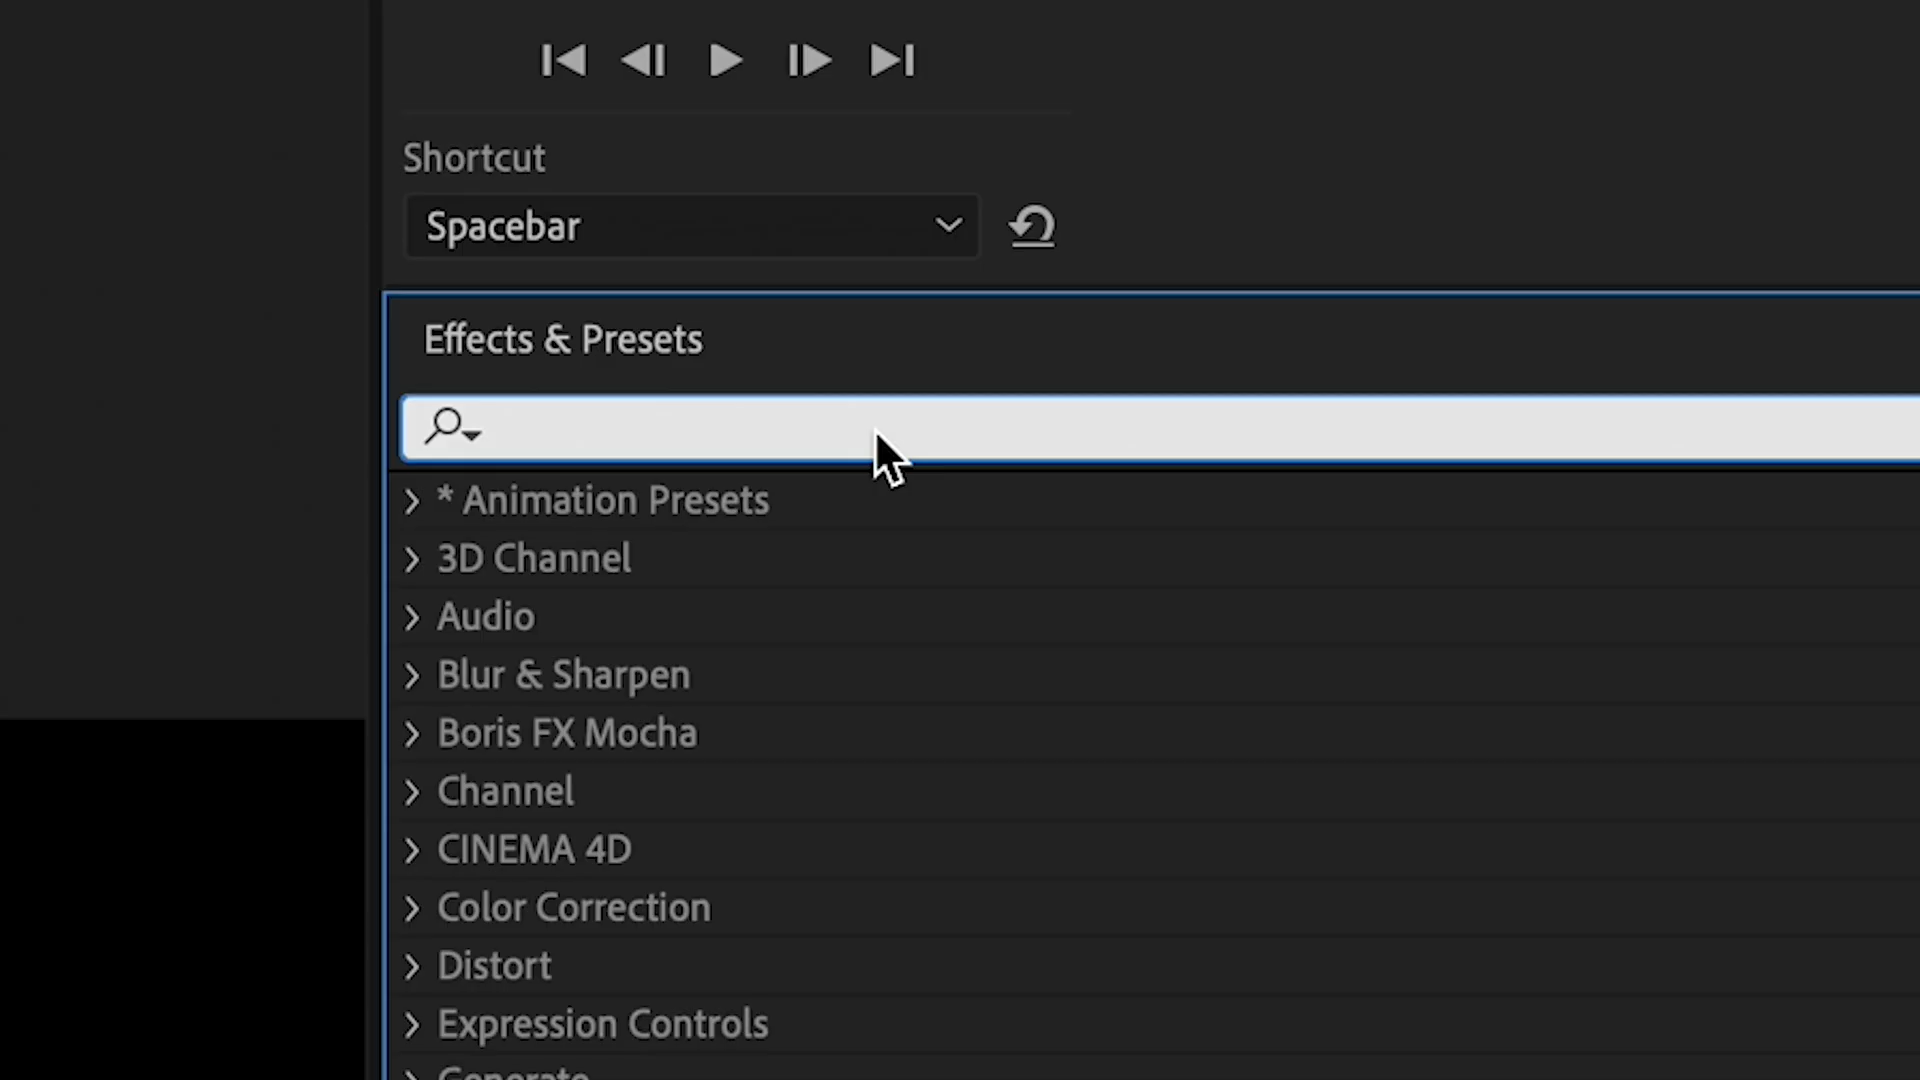 Shortcut
Spacebar
Effects & Presets
* Animation Presets
3D Channel
Audio
Blur & Sharpen
Boris FX Mocha
Channel
CINEMA 4D
Color Correction
Distort
Expression Controls
Generate